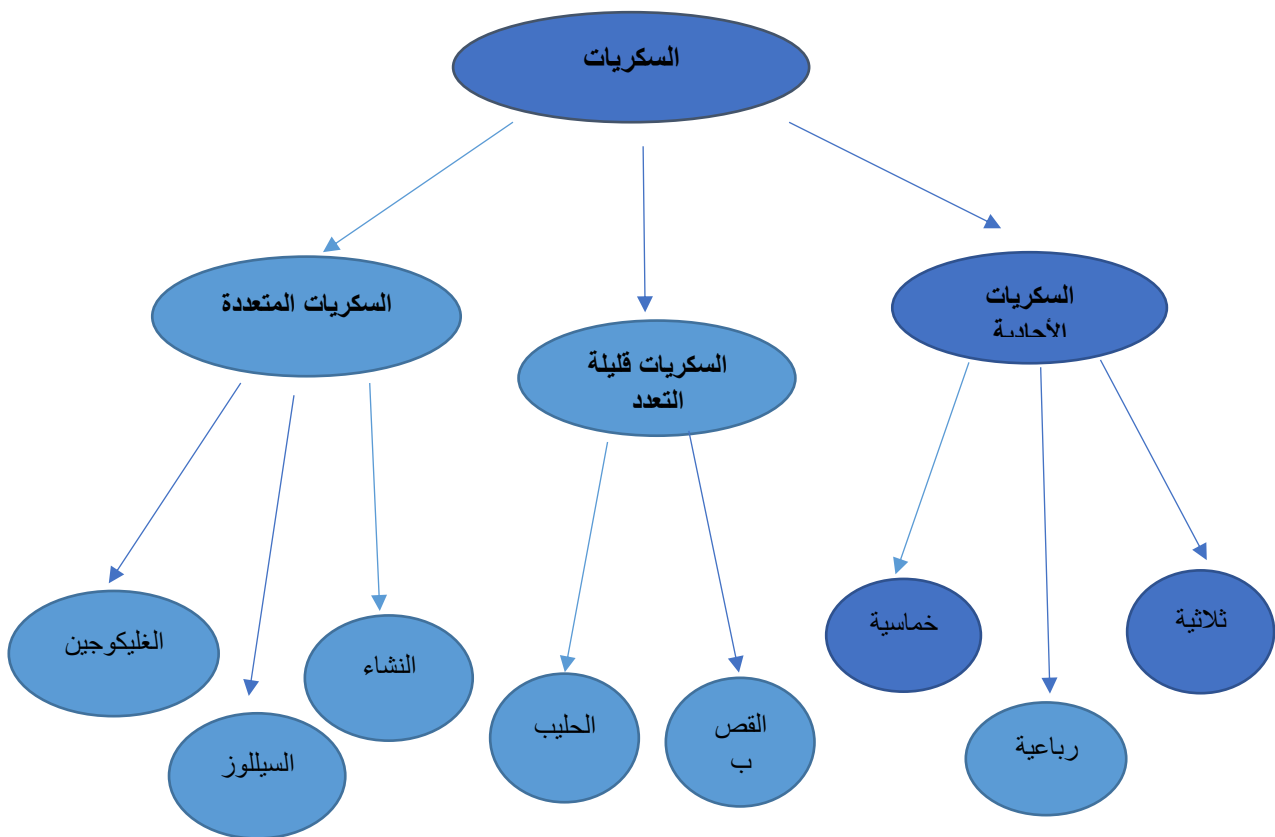 السكريات
السكريات
الأحادية
السكريات قليلة
التعدد
السكريات المتعددة
ثلاثية
رباعية
خماسية
القص
ب
الحليب
النشاء
السيللوز
الغليكوجين